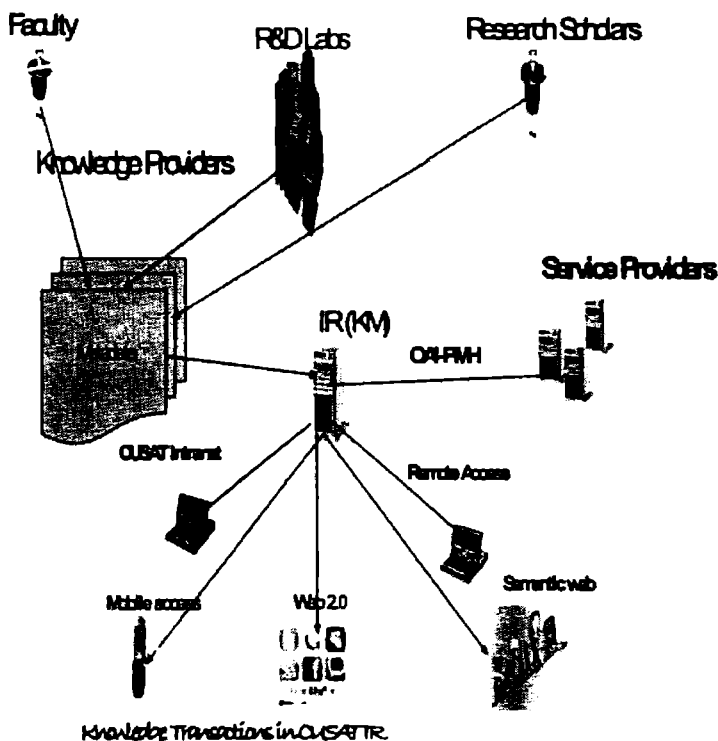 Faculty
R&D Labs
Research Scholars
Knowledge Providers
Service Providers
IR (KM)
OAI-PMH
CUSAT Intranet
Remote Access
Mobile access
Web 2.0
Semantic web
Knowledge Transactions in CUSAT IR